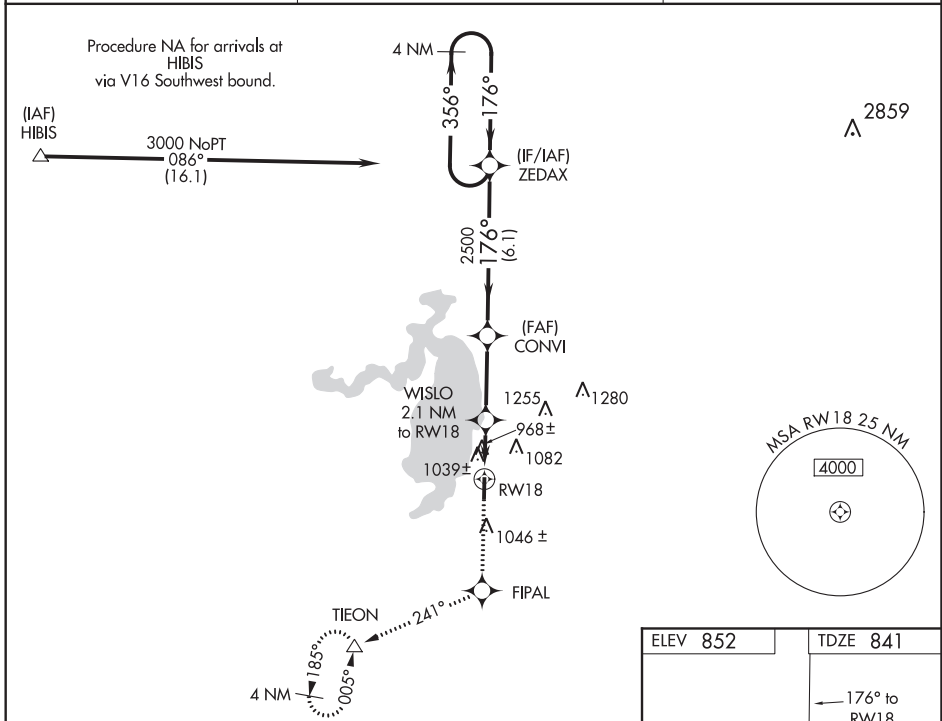 Procedure NA for arrivals at
HIBIS
via V16 Southwest bound.
4 NM
356°
176°
2859
(IAF)
HIBIS
3000 NoPT
086°
(16.1)
(IF/IAF)
ZEDAX
2500
176°
(6.1)
(FAF)
CONVI
WISLO
2.1 NM
to RW18
1255
1280
968±
1082
1039±
RW18
MSA RW18 25 NM
4000
1046 ±
FIPAL
241°
TIEON
185°
005°
4 NM
ELEV 852
TDZE 841
176° to
RW18